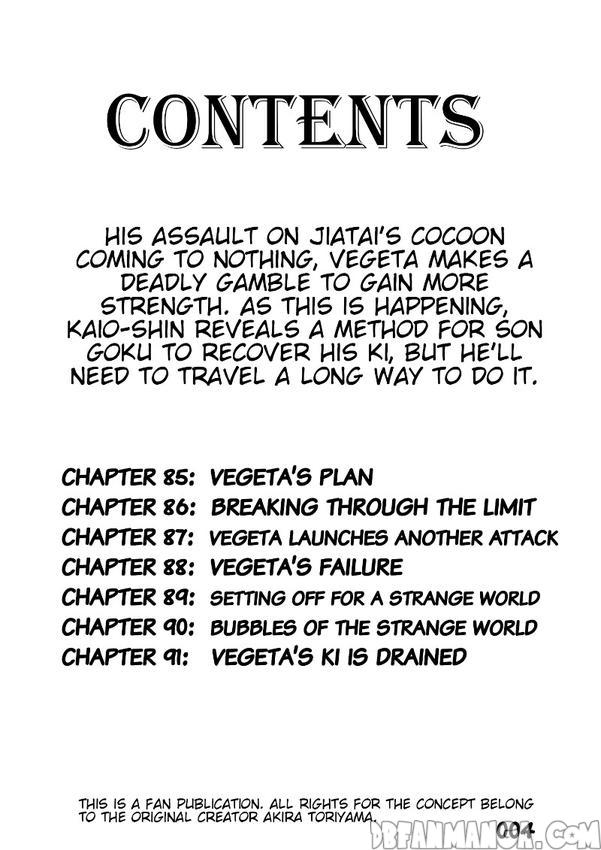 CONTENTS
HIS ASSAULT ON JIATAI'S COCOON
COMING TO NOTHING, VEGETA MAKES A
DEADLY GAMBLE TO GAIN MORE
STRENGTH. AS THIS IS HAPPENING,
KAIO-SHIN REVEALS A METHOD FOR SON
GOKU TO RECOVER HIS KI, BUT HE'LL
NEED TO TRAVEL A LONG WAY TO DO IT.
CHAPTER 85: VEGETA'S PLAN
CHAPTER 86: BREAKING THROUGH THE LIMIT
CHAPTER 87: VEGETA LAUNCHES ANOTHER ATTACK
CHAPTER 88: VEGETA'S FAILURE
CHAPTER 89: SETTING OFF FOR A STRANGE WORLD
CHAPTER 90: BUBBLES OF THE STRANGE WORLD
CHAPTER 91: VEGETA'S KI IS DRAINED
THIS IS A FAN PUBLICATION. ALL RIGHTS FOR THE CONCEPT BELONG
TO THE ORIGINAL CREATOR AKIRA TORIYAMA.
004
DBFANMANGA.COM